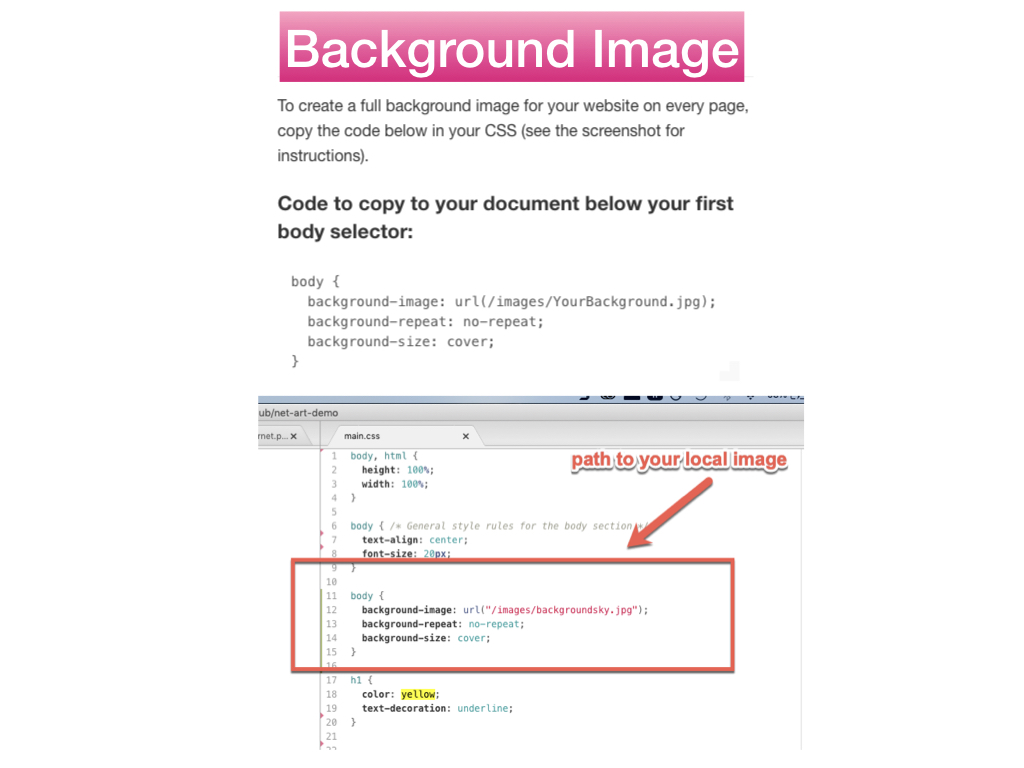 Background Image
To create a full background image for your website on every page,
copy the code below in your CSS (see the screenshot for
instructions).
Code to copy to your document below your first
body selector:
body {
background-image: url(/images/YourBackground.jpg);
background-repeat: no-repeat;
background-size: cover;
}
ub/net-art-demo
rnet.p... × main.css ×
path to your local image
1 body, html {
2 height: 100%;
3 width: 100%;
4 }
5
6 body { /* General style rules for the body section */
7 text-align: center;
8 font-size: 20px;
9 }
10
11 body {
12 background-image: url("/images/backgroundsky.jpg");
13 background-repeat: no-repeat;
14 background-size: cover;
15 }
16
17 h1 {
18 color: yellow;
19 text-decoration: underline;
20 }
21